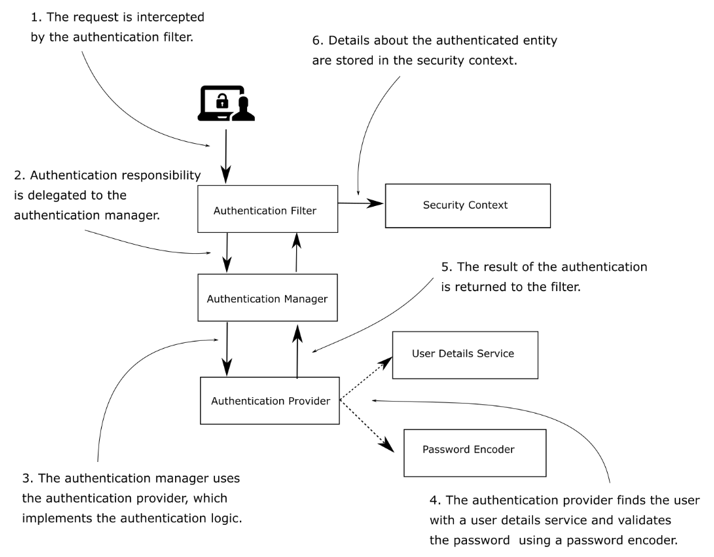 1. The request is intercepted
by the authentication filter.
6. Details about the authenticated entity
are stored in the security context.
2. Authentication responsibility
is delegated to the
authentication manager.
Authentication Filter
Security Context
5. The result of the authentication
is returned to the filter.
Authentication Manager
User Details Service
Authentication Provider
Password Encoder
3. The authentication manager uses
the authentication provider, which
implements the authentication logic.
4. The authentication provider finds the user
with a user details service and validates
the password using a password encoder.